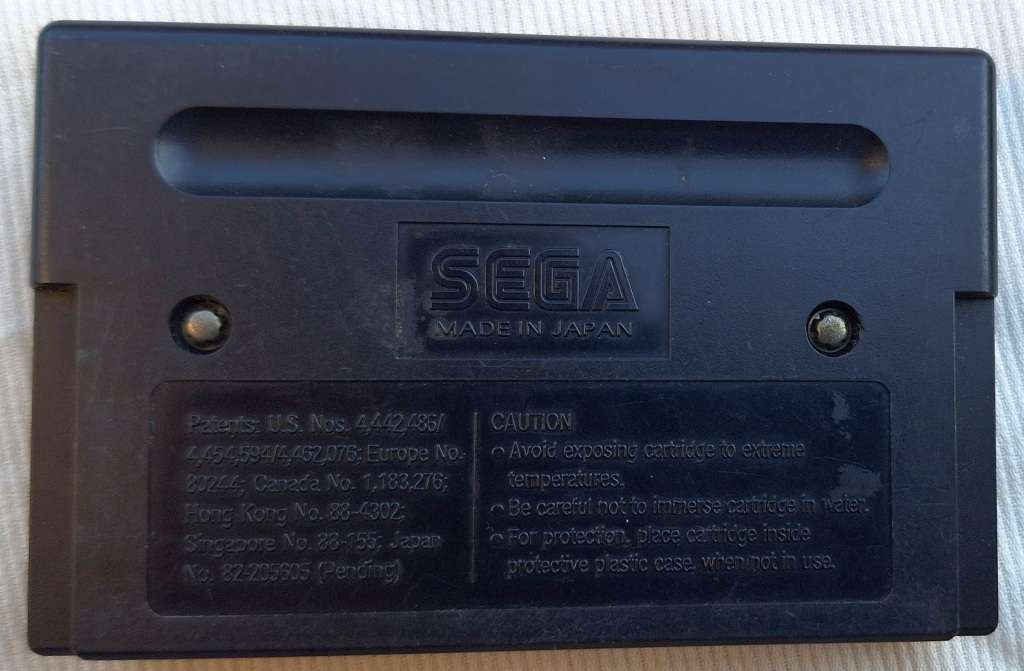 SEGA
MADE IN JAPAN
Patents: U.S. Nos. 4,442,486/
4,454,594/4,462,076; Europe No.
80244; Canada No. 1,183,276;
Hong Kong No. 88-4302;
Singapore No. 88-155; Japan
No. 82-205605 (Pending)
CAUTION
• Avoid exposing cartridge to extreme
temperatures.
• Be careful not to immerse cartridge in water.
• For protection, place cartridge inside
protective plastic case, when not in use.